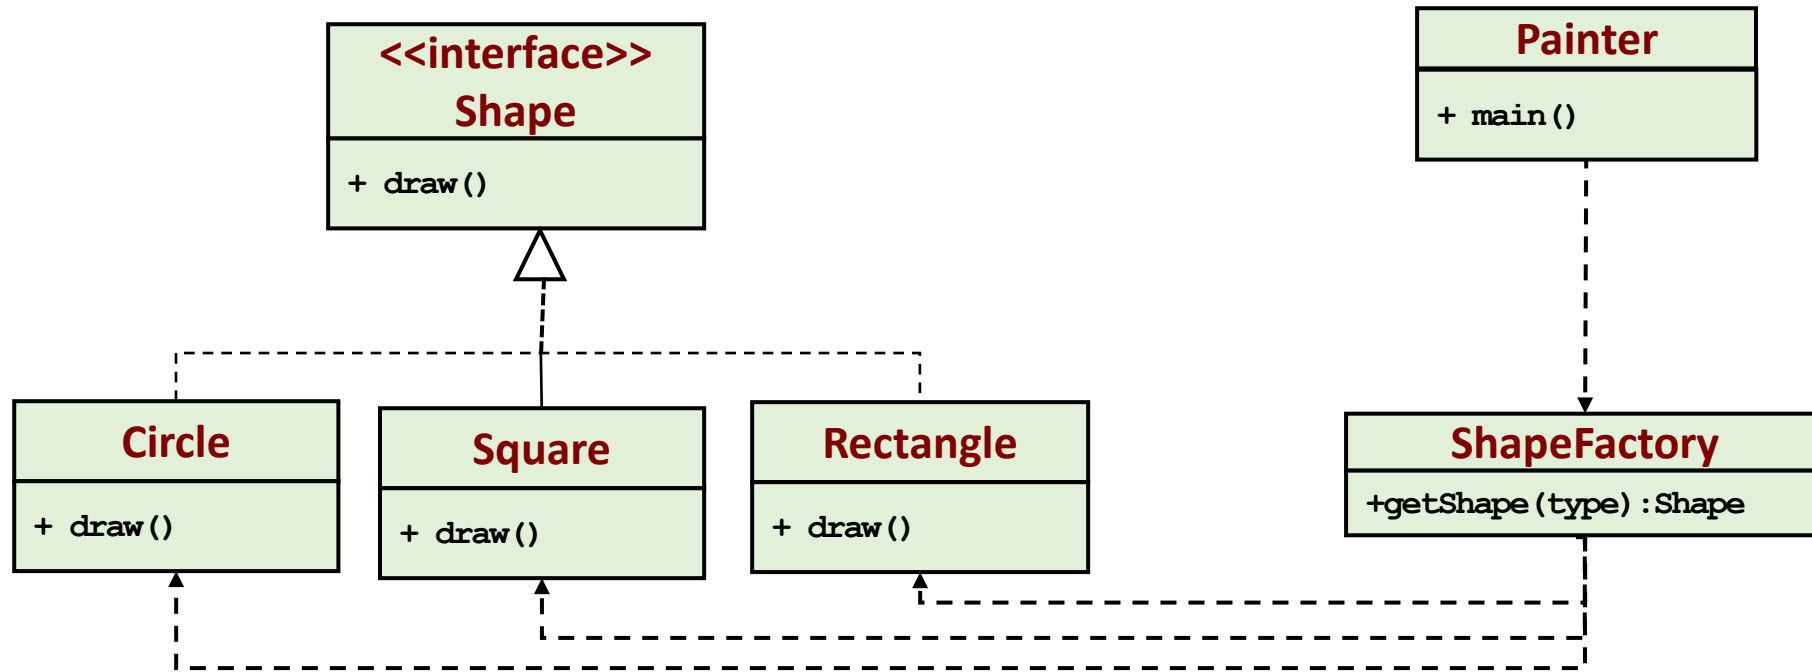 <<interface>>
Shape
+ draw()
Painter
+ main()
Circle
+ draw()
Square
+ draw()
Rectangle
+ draw()
ShapeFactory
+getShape(type):Shape